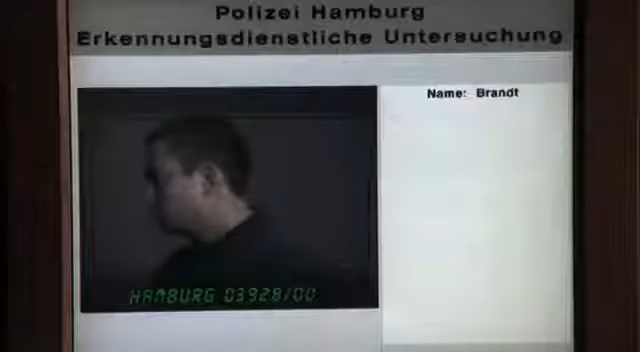 Polizei Hamburg
Erkennungsdienstliche Untersuchung
Name: Brandt
HAMBURG 03928/00